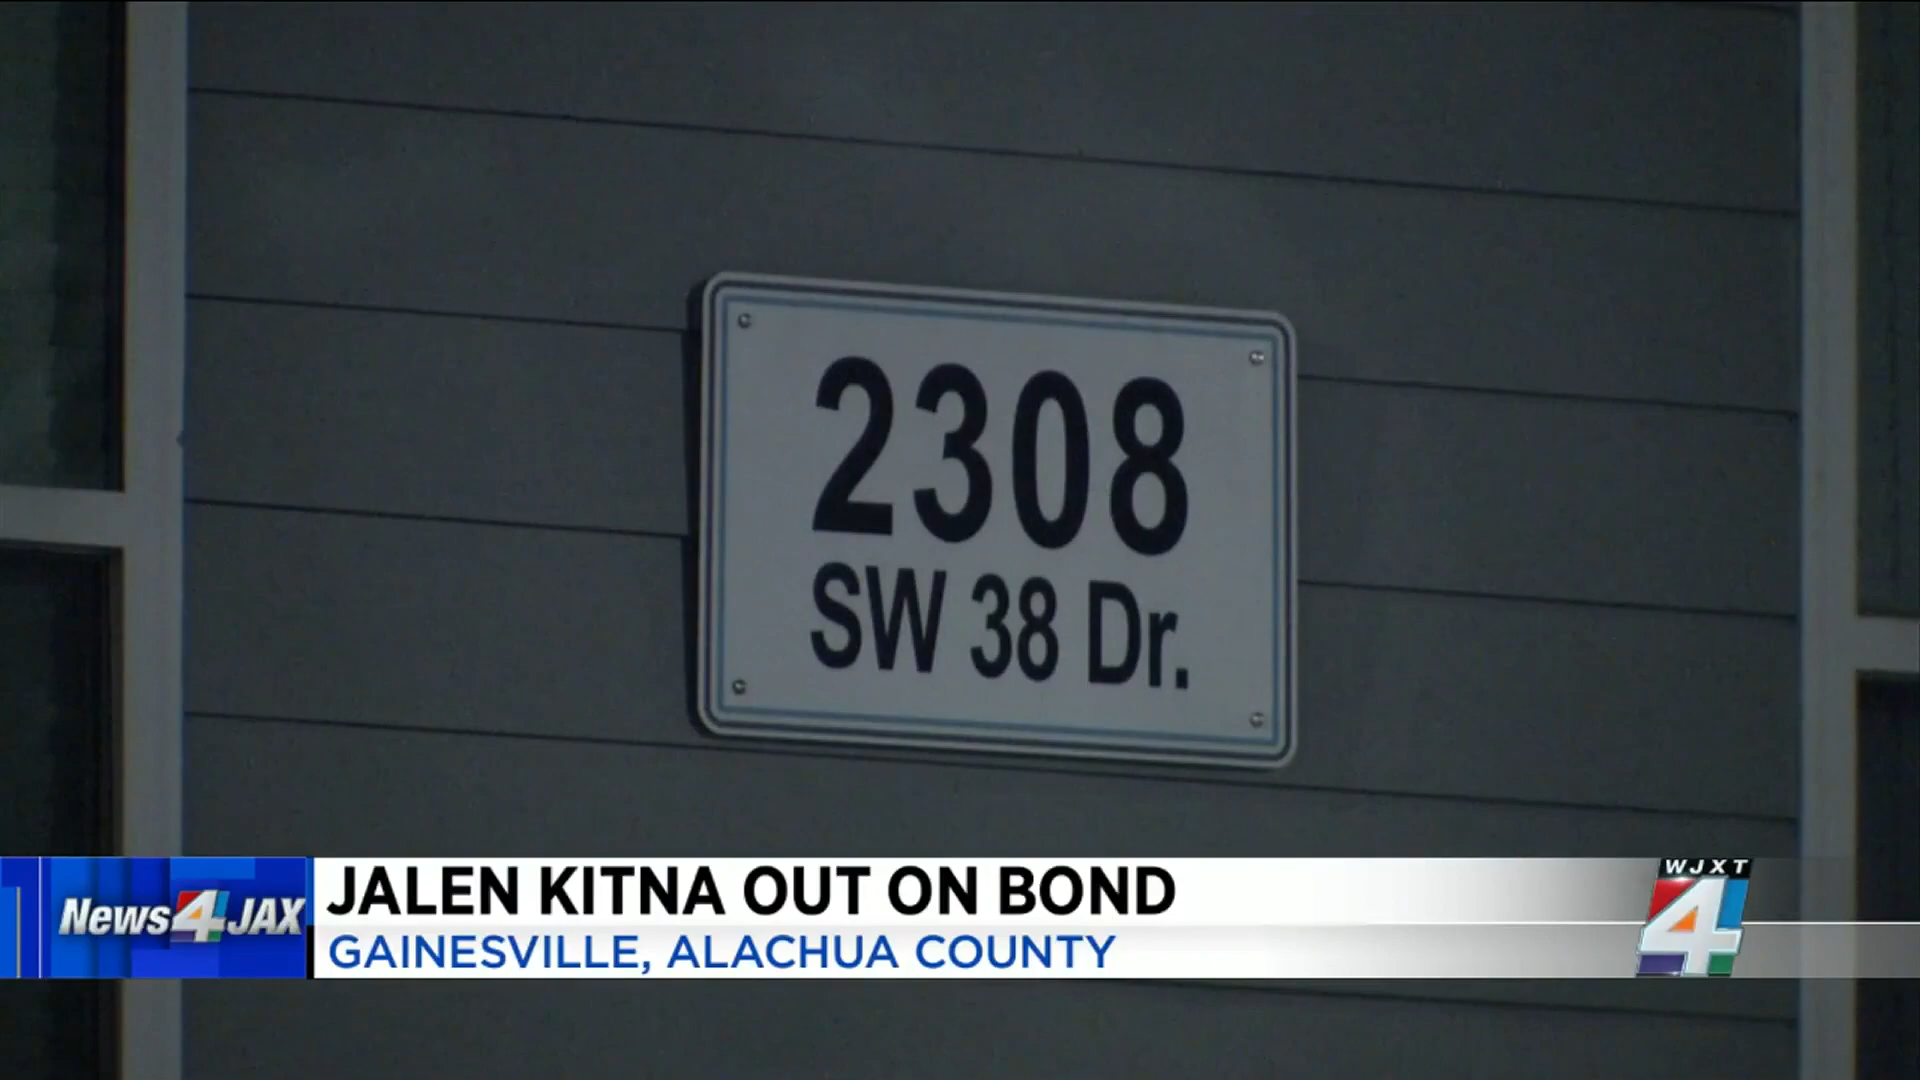 2308
SW 38 Dr.
News4JAX
JALEN KITNA OUT ON BOND
GAINESVILLE, ALACHUA COUNTY
WJXT
4